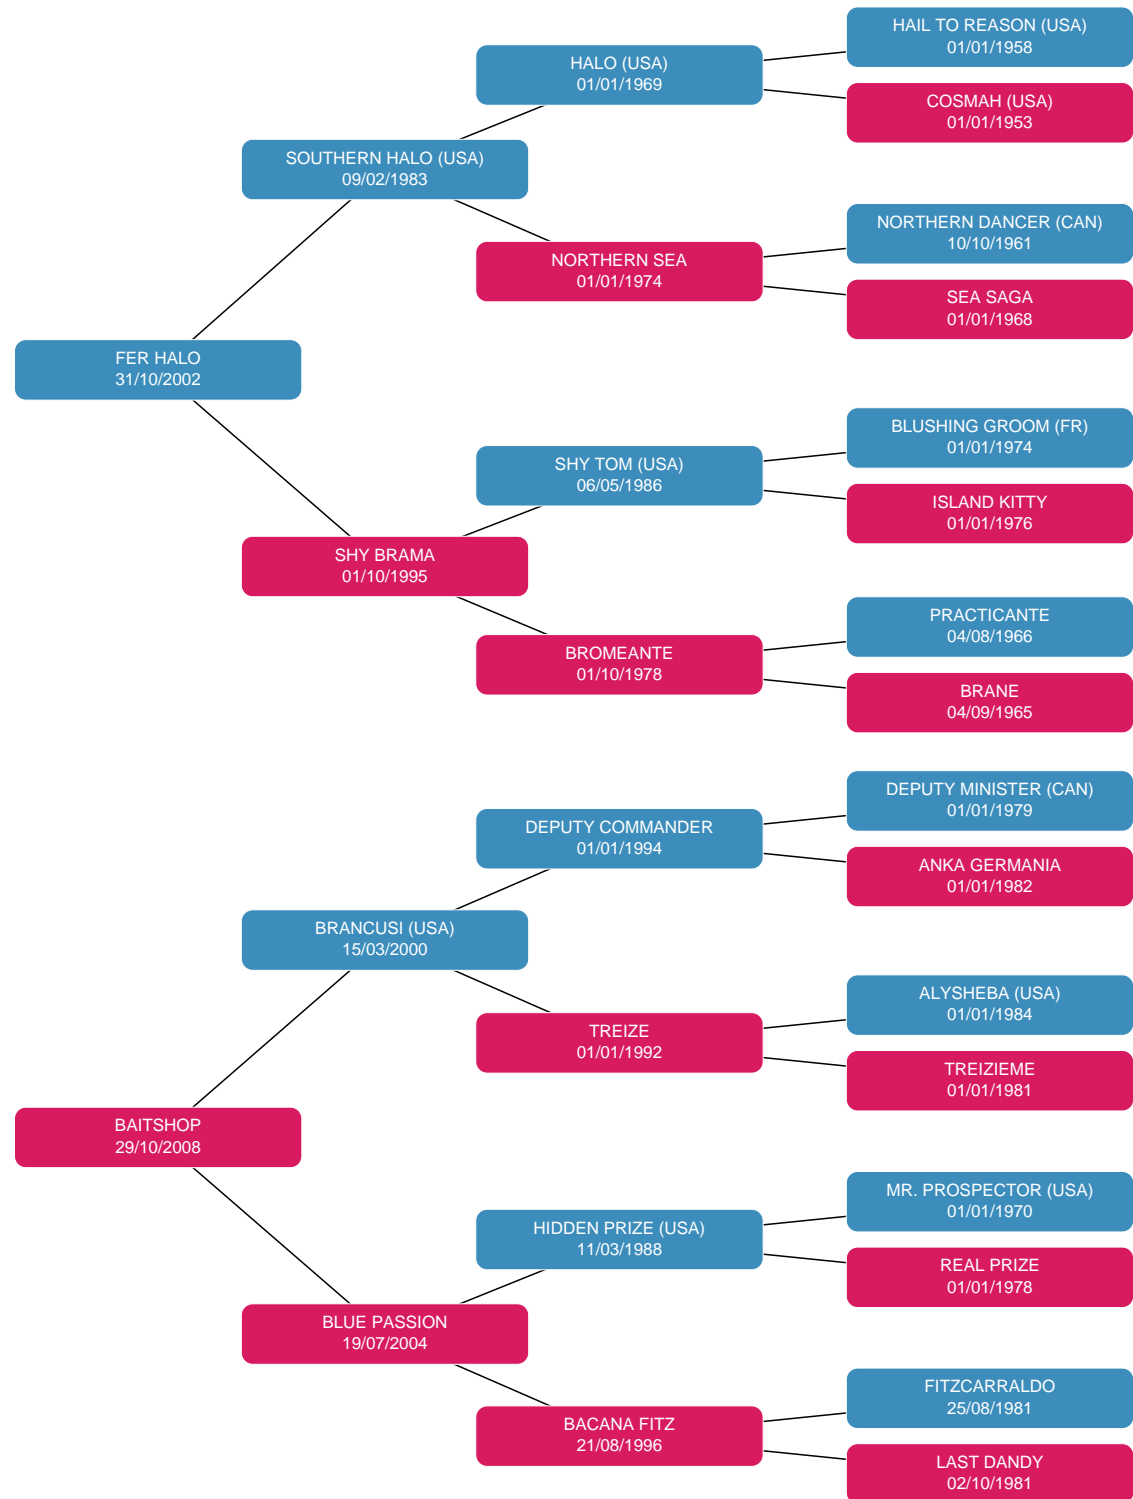 HAIL TO REASON (USA)
01/01/1958
HALO (USA)
01/01/1969
COSMAH (USA)
01/01/1953
SOUTHERN HALO (USA)
09/02/1983
NORTHERN DANCER (CAN)
10/10/1961
NORTHERN SEA
01/01/1974
SEA SAGA
01/01/1968
FER HALO
31/10/2002
BLUSHING GROOM (FR)
01/01/1974
SHY TOM (USA)
06/05/1986
ISLAND KITTY
01/01/1976
SHY BRAMA
01/10/1995
PRACTICANTE
04/08/1966
BROMEANTE
01/10/1978
BRANE
04/09/1965
DEPUTY MINISTER (CAN)
01/01/1979
DEPUTY COMMANDER
01/01/1994
ANKA GERMANIA
01/01/1982
BRANCUSI (USA)
15/03/2000
ALYSHEBA (USA)
01/01/1984
TREIZE
01/01/1992
TREIZIEME
01/01/1981
BAITSHOP
29/10/2008
MR. PROSPECTOR (USA)
01/01/1970
HIDDEN PRIZE (USA)
11/03/1988
REAL PRIZE
01/01/1978
BLUE PASSION
19/07/2004
FITZCARRALDO
25/08/1981
BACANA FITZ
21/08/1996
LAST DANDY
02/10/1981